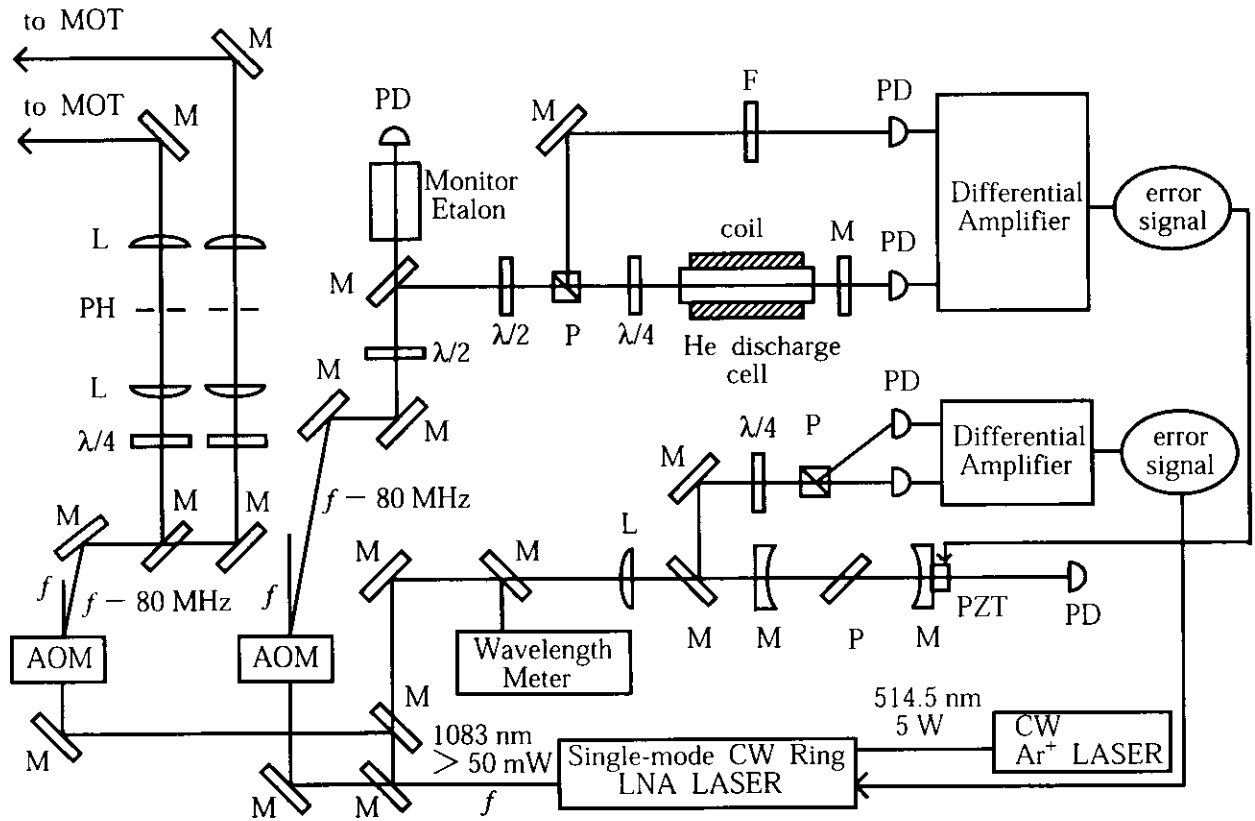 to MOT
M
to MOT
M
PD
M
F
PD
Monitor
Etalon
Differential
Amplifier
error
signal
L
coil
M
PD
M
PH
λ/2
P
λ/4
He discharge
cell
λ/2
M
M
L
PD
λ/4
λ/4
P
Differential
Amplifier
error
signal
M
f − 80 MHz
M
M
M
L
M
M
f
f − 80 MHz
f
PZT
PD
M
M
P
M
AOM
AOM
Wavelength
Meter
M
514.5 nm
5 W
M
1083 nm
> 50 mW
Single-mode CW Ring
LNA LASER
CW
Ar⁺ LASER
M
M
f